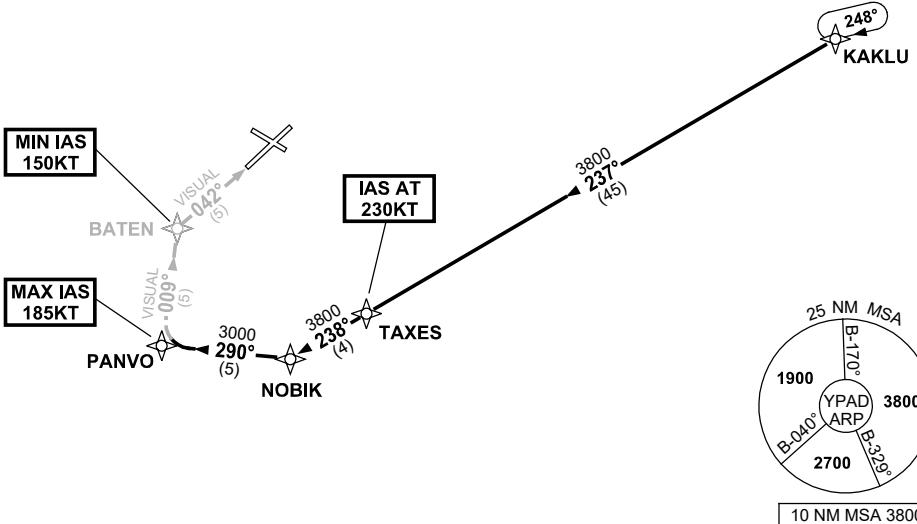 248°
KAKLU
MIN IAS
150KT
VISUAL
042°
(5)
3800
237°
(45)
IAS AT
230KT
BATEN
MAX IAS
185KT
VISUAL
009°
(5)
3000
290°
(5)
3800
238°
(4)
TAXES
PANVO
NOBIK
25 NM MSA
B-170°
1900
YPAD
ARP
3800
B-040°
B-329°
2700
10 NM MSA 3800